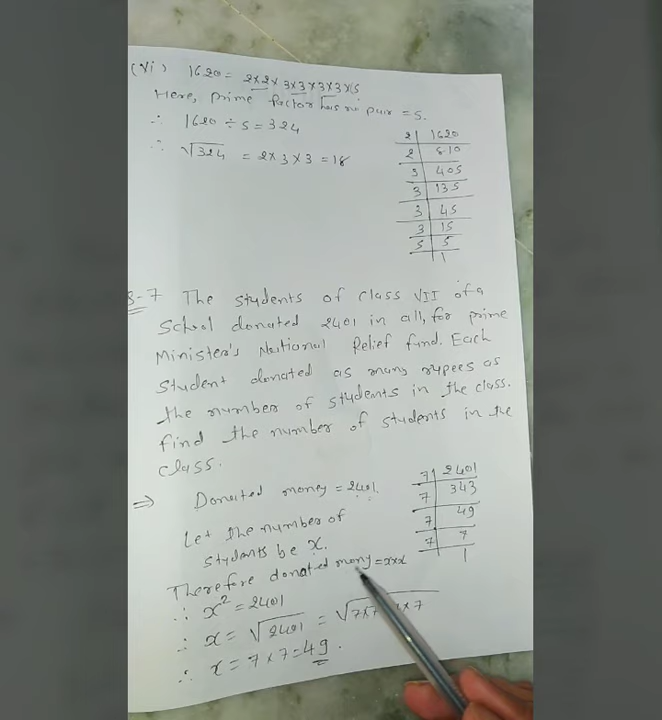 (vi) 1620 = 2×2×3×3×3×3×5
Here, prime factor has no pair = 5.
∴ 1620 ÷ 5 = 324
∴ √324 = 2×3×3 = 18
2 | 1620
2 | 810
3 | 405
3 | 135
3 | 45
3 | 15
5 | 5
1
8-7 The students of class VII of a
School donated 2401 in all, for prime
Minister's National Relief fund. Each
Student donated as many rupees as
the number of students in the class.
find the number of students in the
class.
⇒ Donated money = 2401.
Let the number of
students be x.
Therefore donated mony = x×x
∴ x² = 2401
∴ x = √2401 = √7×7×7×7
∴ x = 7×7 = 49.
7 | 2401
7 | 343
7 | 49
7 | 7
1